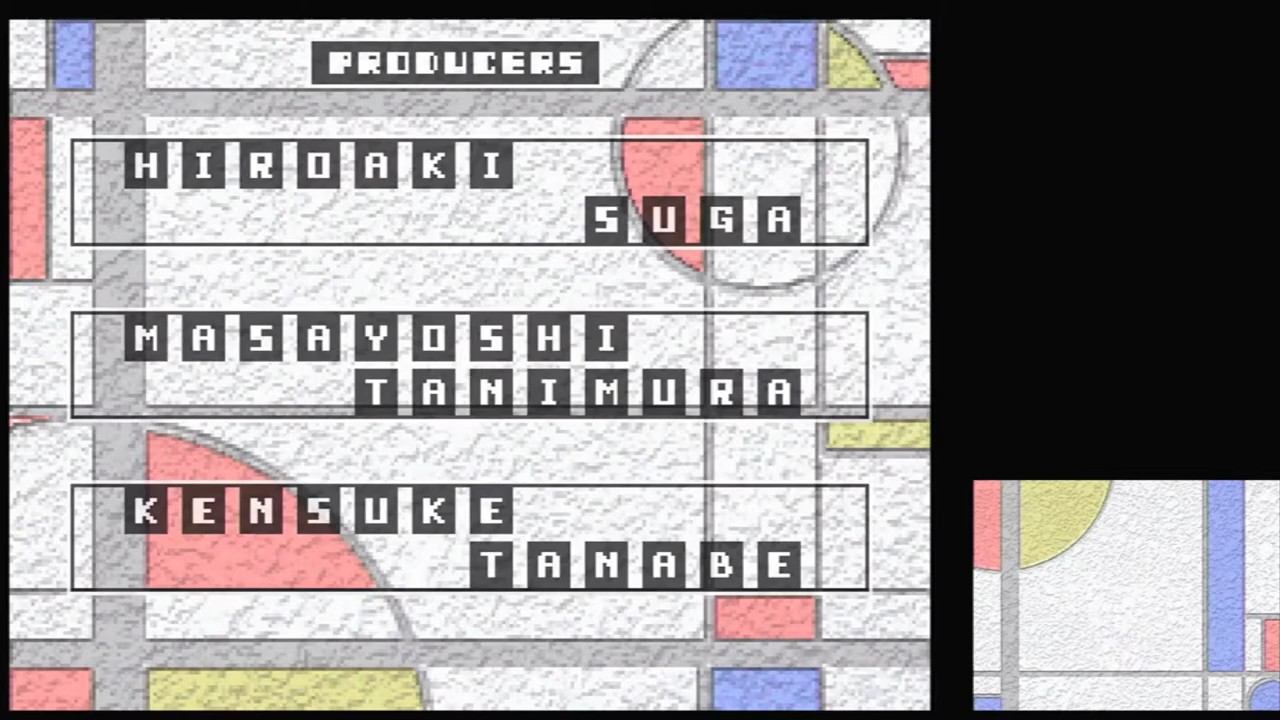 PRODUCERS
HIROAKI
SUGA
MASAYOSHI
TANIMURA
KENSUKE
TANABE